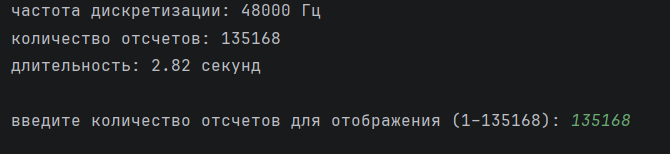 частота дискретизации: 48000 Гц
количество отсчетов: 135168
длительность: 2.82 секунд
введите количество отсчетов для отображения (1-135168): 135168